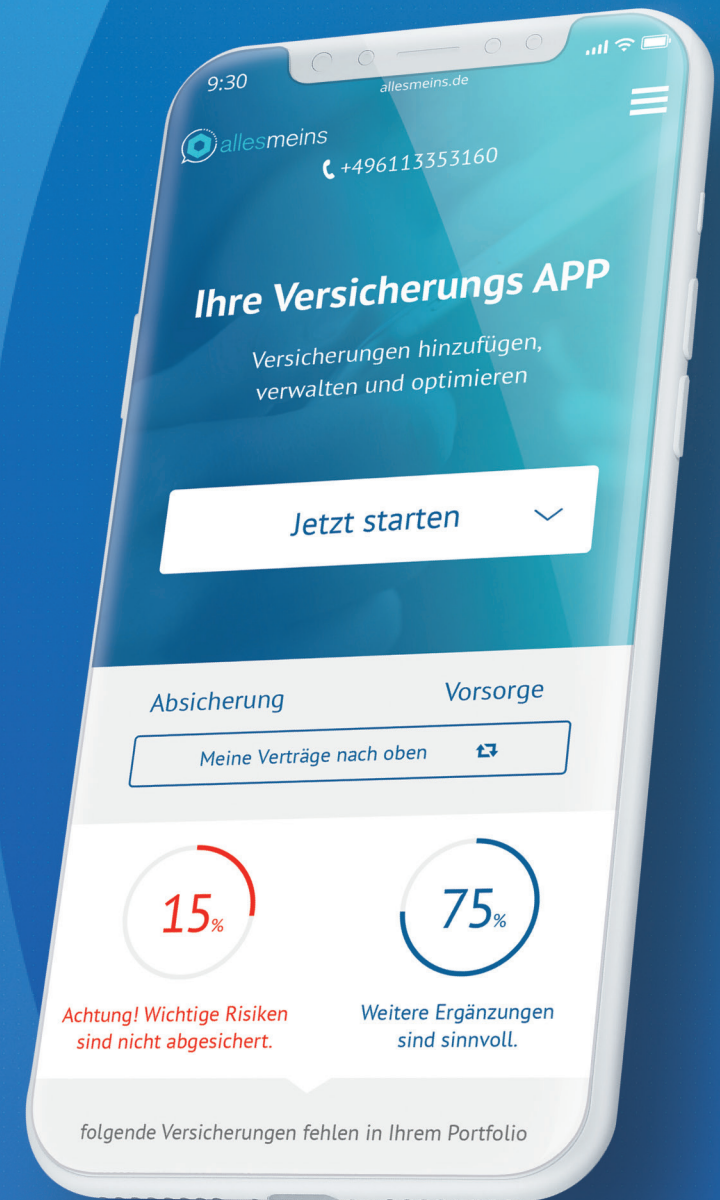 9:30
allesmeins.de
allesmeins
+496113353160
Ihre Versicherungs APP
Versicherungen hinzufügen,
verwalten und optimieren
Jetzt starten
Absicherung Vorsorge
Meine Verträge nach oben
15% 75%
Achtung! Wichtige Risiken
sind nicht abgesichert.
Weitere Ergänzungen
sind sinnvoll.
folgende Versicherungen fehlen in Ihrem Portfolio